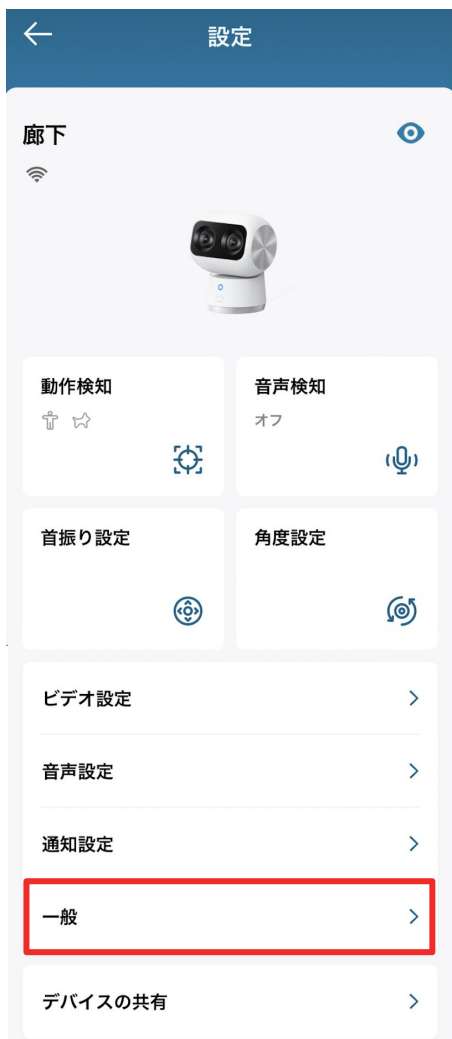 設定
廊下
動作検知
音声検知
オフ
首振り設定
角度設定
ビデオ設定
音声設定
通知設定
一般
デバイスの共有